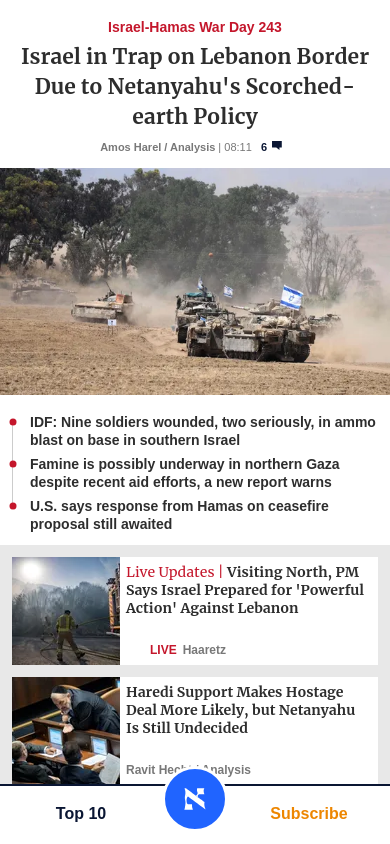 Israel-Hamas War Day 243
Israel in Trap on Lebanon Border
Due to Netanyahu's Scorched-
earth Policy
Amos Harel / Analysis | 08:11 6
IDF: Nine soldiers wounded, two seriously, in ammo
blast on base in southern Israel
Famine is possibly underway in northern Gaza
despite recent aid efforts, a new report warns
U.S. says response from Hamas on ceasefire
proposal still awaited
Live Updates | Visiting North, PM
Says Israel Prepared for 'Powerful
Action' Against Lebanon
LIVE Haaretz
Haredi Support Makes Hostage
Deal More Likely, but Netanyahu
Is Still Undecided
Ravit Analysis
Top 10
Subscribe